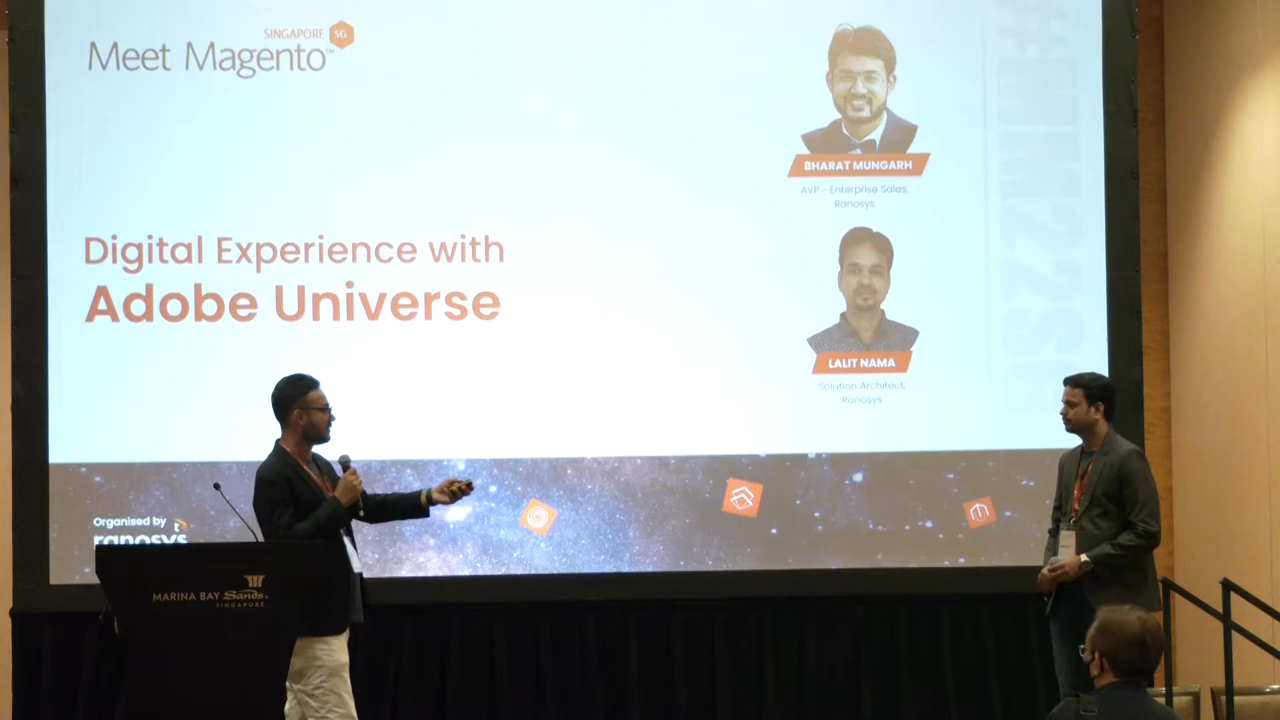 SINGAPORE SG
Meet Magento™
BHARAT MUNGARH
AVP - Enterprise Sales,
Ranosys
Digital Experience with
Adobe Universe
LALIT NAMA
Solution Architect,
Ranosys
Organised by
ranosys
MARINA BAY Sands
SINGAPORE